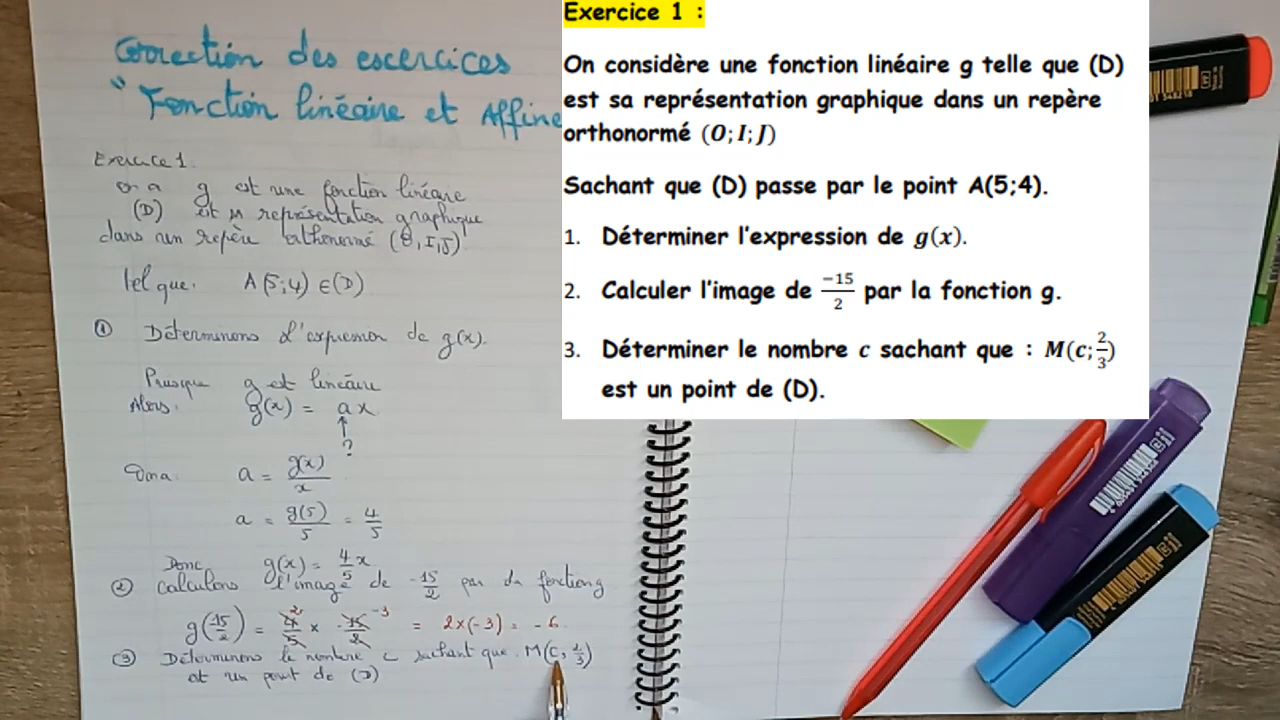 Correction des escercices
"Fonction linéaire et Affine
Exercice 1
on a g est une fonction linéaire
(D) est sa représentation graphique
dans un repère orthonormé (O,I,J)
tel que. A(5;4) ∈(D)
① Déterminons l'expression de g(x).
Puisque g est linéaire
Alors. g(x) = ax
↑
?
On a. a = g(x)/x
a = g(5)/5 = 4/5
Donc g(x) = 4/5 x
② Calculons l'image de -15/2 par la fonction g
g(-15/2) = 4/5 × -15/2 = 2×(-3) = -6
2 -3
③ Déterminons le nombre c sachant que. M(c, 2/3)
est un point de (D)
Exercice 1 :
On considère une fonction linéaire g telle que (D)
est sa représentation graphique dans un repère
orthonormé (O; I; J)
Sachant que (D) passe par le point A(5;4).
1. Déterminer l'expression de g(x).
2. Calculer l'image de −15/2 par la fonction g.
3. Déterminer le nombre c sachant que : M(c; 2/3)
est un point de (D).